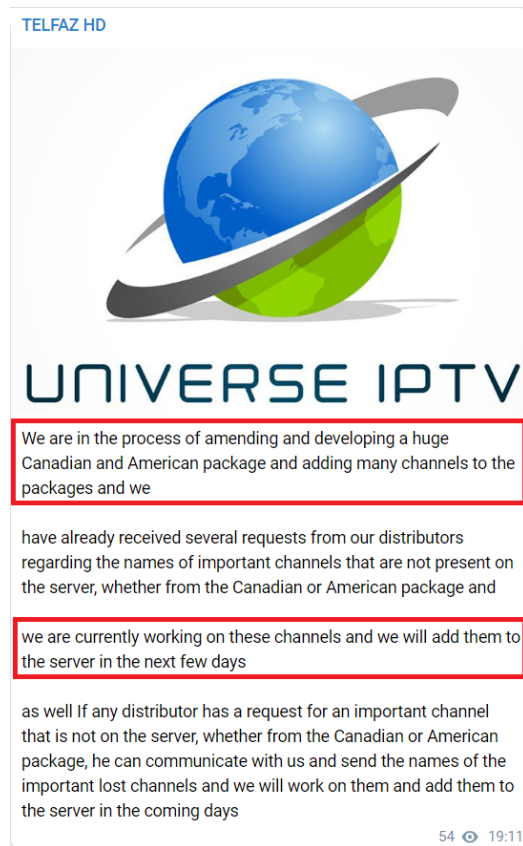 TELFAZ HD
UNIVERSE IPTV
We are in the process of amending and developing a huge
Canadian and American package and adding many channels to the
packages and we
have already received several requests from our distributors
regarding the names of important channels that are not present on
the server, whether from the Canadian or American package and
we are currently working on these channels and we will add them to
the server in the next few days
as well If any distributor has a request for an important channel
that is not on the server, whether from the Canadian or American
package, he can communicate with us and send the names of the
important lost channels and we will work on them and add them to
the server in the coming days
54 19:11